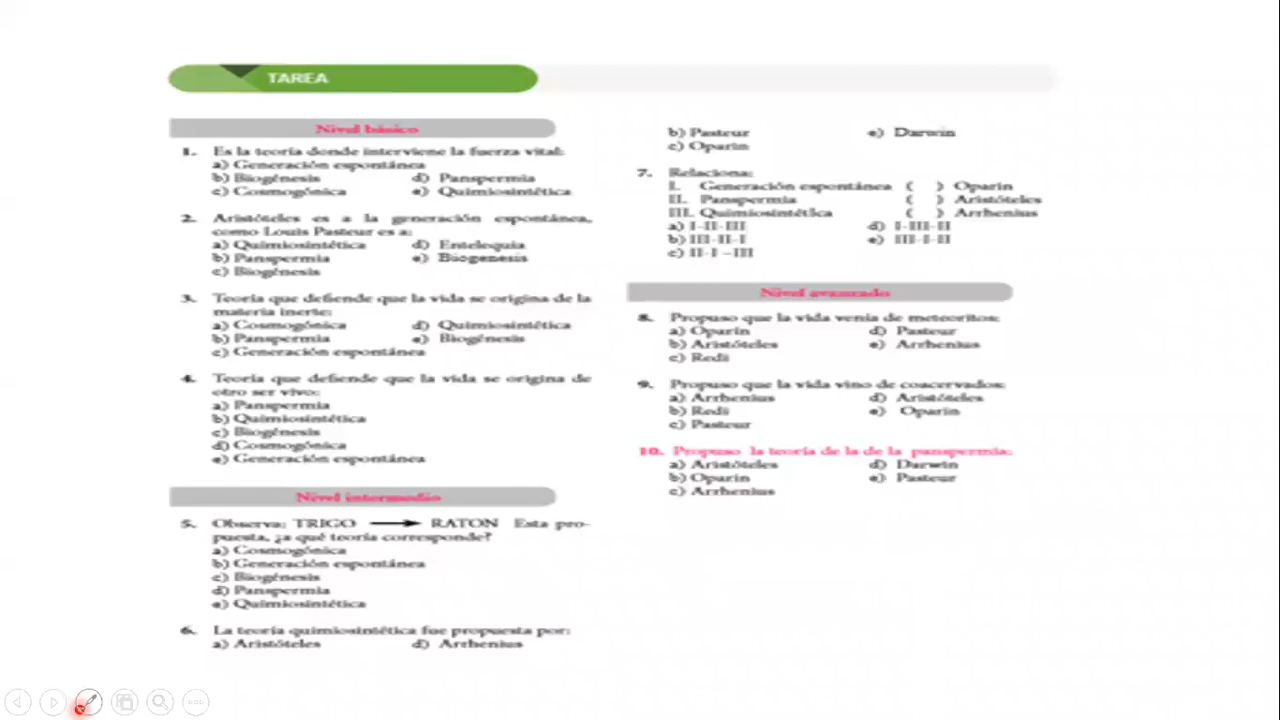 TAREA
Nivel básico
1. Es la teoría donde interviene la fuerza vital:
a) Generación espontánea
b) Biogénesis d) Panspermia
c) Cosmogónica e) Quimiosintética
2. Aristóteles es a la generación espontánea,
como Louis Pasteur es a:
a) Quimiosintética d) Entelequia
b) Panspermia e) Biogenesis
c) Biogénesis
3. Teoría que defiende que la vida se origina de la
materia inerte:
a) Cosmogónica d) Quimiosintética
b) Panspermia e) Biogénesis
c) Generación espontánea
4. Teoría que defiende que la vida se origina de
otro ser vivo:
a) Panspermia
b) Quimiosintética
c) Biogénesis
d) Cosmogónica
e) Generación espontánea
Nivel intermedio
5. Observa: TRIGO → RATON Esta pro-
puesta, ¿a qué teoría corresponde?
a) Cosmogónica
b) Generación espontánea
c) Biogénesis
d) Panspermia
e) Quimiosintética
6. La teoría quimiosintética fue propuesta por:
a) Aristóteles d) Arrhenius
b) Pasteur e) Darwin
c) Oparin
7. Relaciona:
I. Generación espontánea ( ) Oparin
II. Panspermia ( ) Aristóteles
III. Quimiosintética ( ) Arrhenius
a) I-II-III d) I-III-II
b) III-II-I e) III-I-II
c) II-I –III
Nivel avanzado
8. Propuso que la vida venía de meteoritos:
a) Oparin d) Pasteur
b) Aristóteles e) Arrhenius
c) Redi
9. Propuso que la vida vino de coacervados:
a) Arrhenius d) Aristóteles
b) Redi e) Oparin
c) Pasteur
10. Propuso la teoría de la de la panspermia:
a) Aristóteles d) Darwin
b) Oparin e) Pasteur
c) Arrhenius